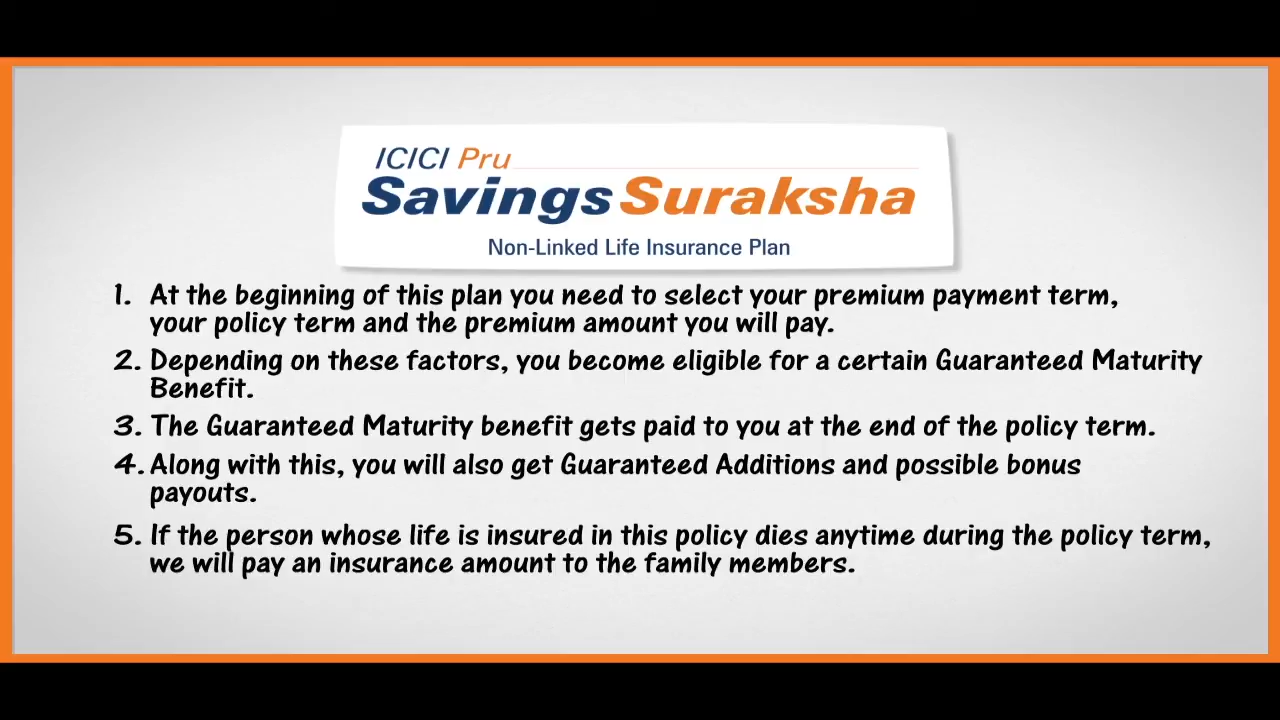 ICICI Pru
Savings Suraksha
Non-Linked Life Insurance Plan
1. At the beginning of this plan you need to select your premium payment term,
your policy term and the premium amount you will pay.
2. Depending on these factors, you become eligible for a certain Guaranteed Maturity
Benefit.
3. The Guaranteed Maturity benefit gets paid to you at the end of the policy term.
4. Along with this, you will also get Guaranteed Additions and possible bonus
payouts.
5. If the person whose life is insured in this policy dies anytime during the policy term,
we will pay an insurance amount to the family members.